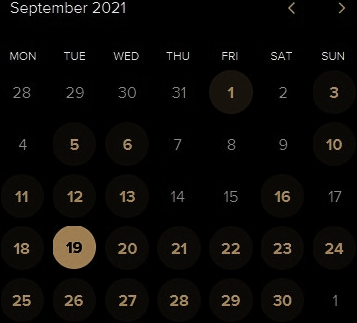 September 2021
MON TUE WED THU FRI SAT SUN
28 29 30 31 1 2 3
4 5 6 7 8 9 10
11 12 13 14 15 16 17
18 19 20 21 22 23 24
25 26 27 28 29 30 1